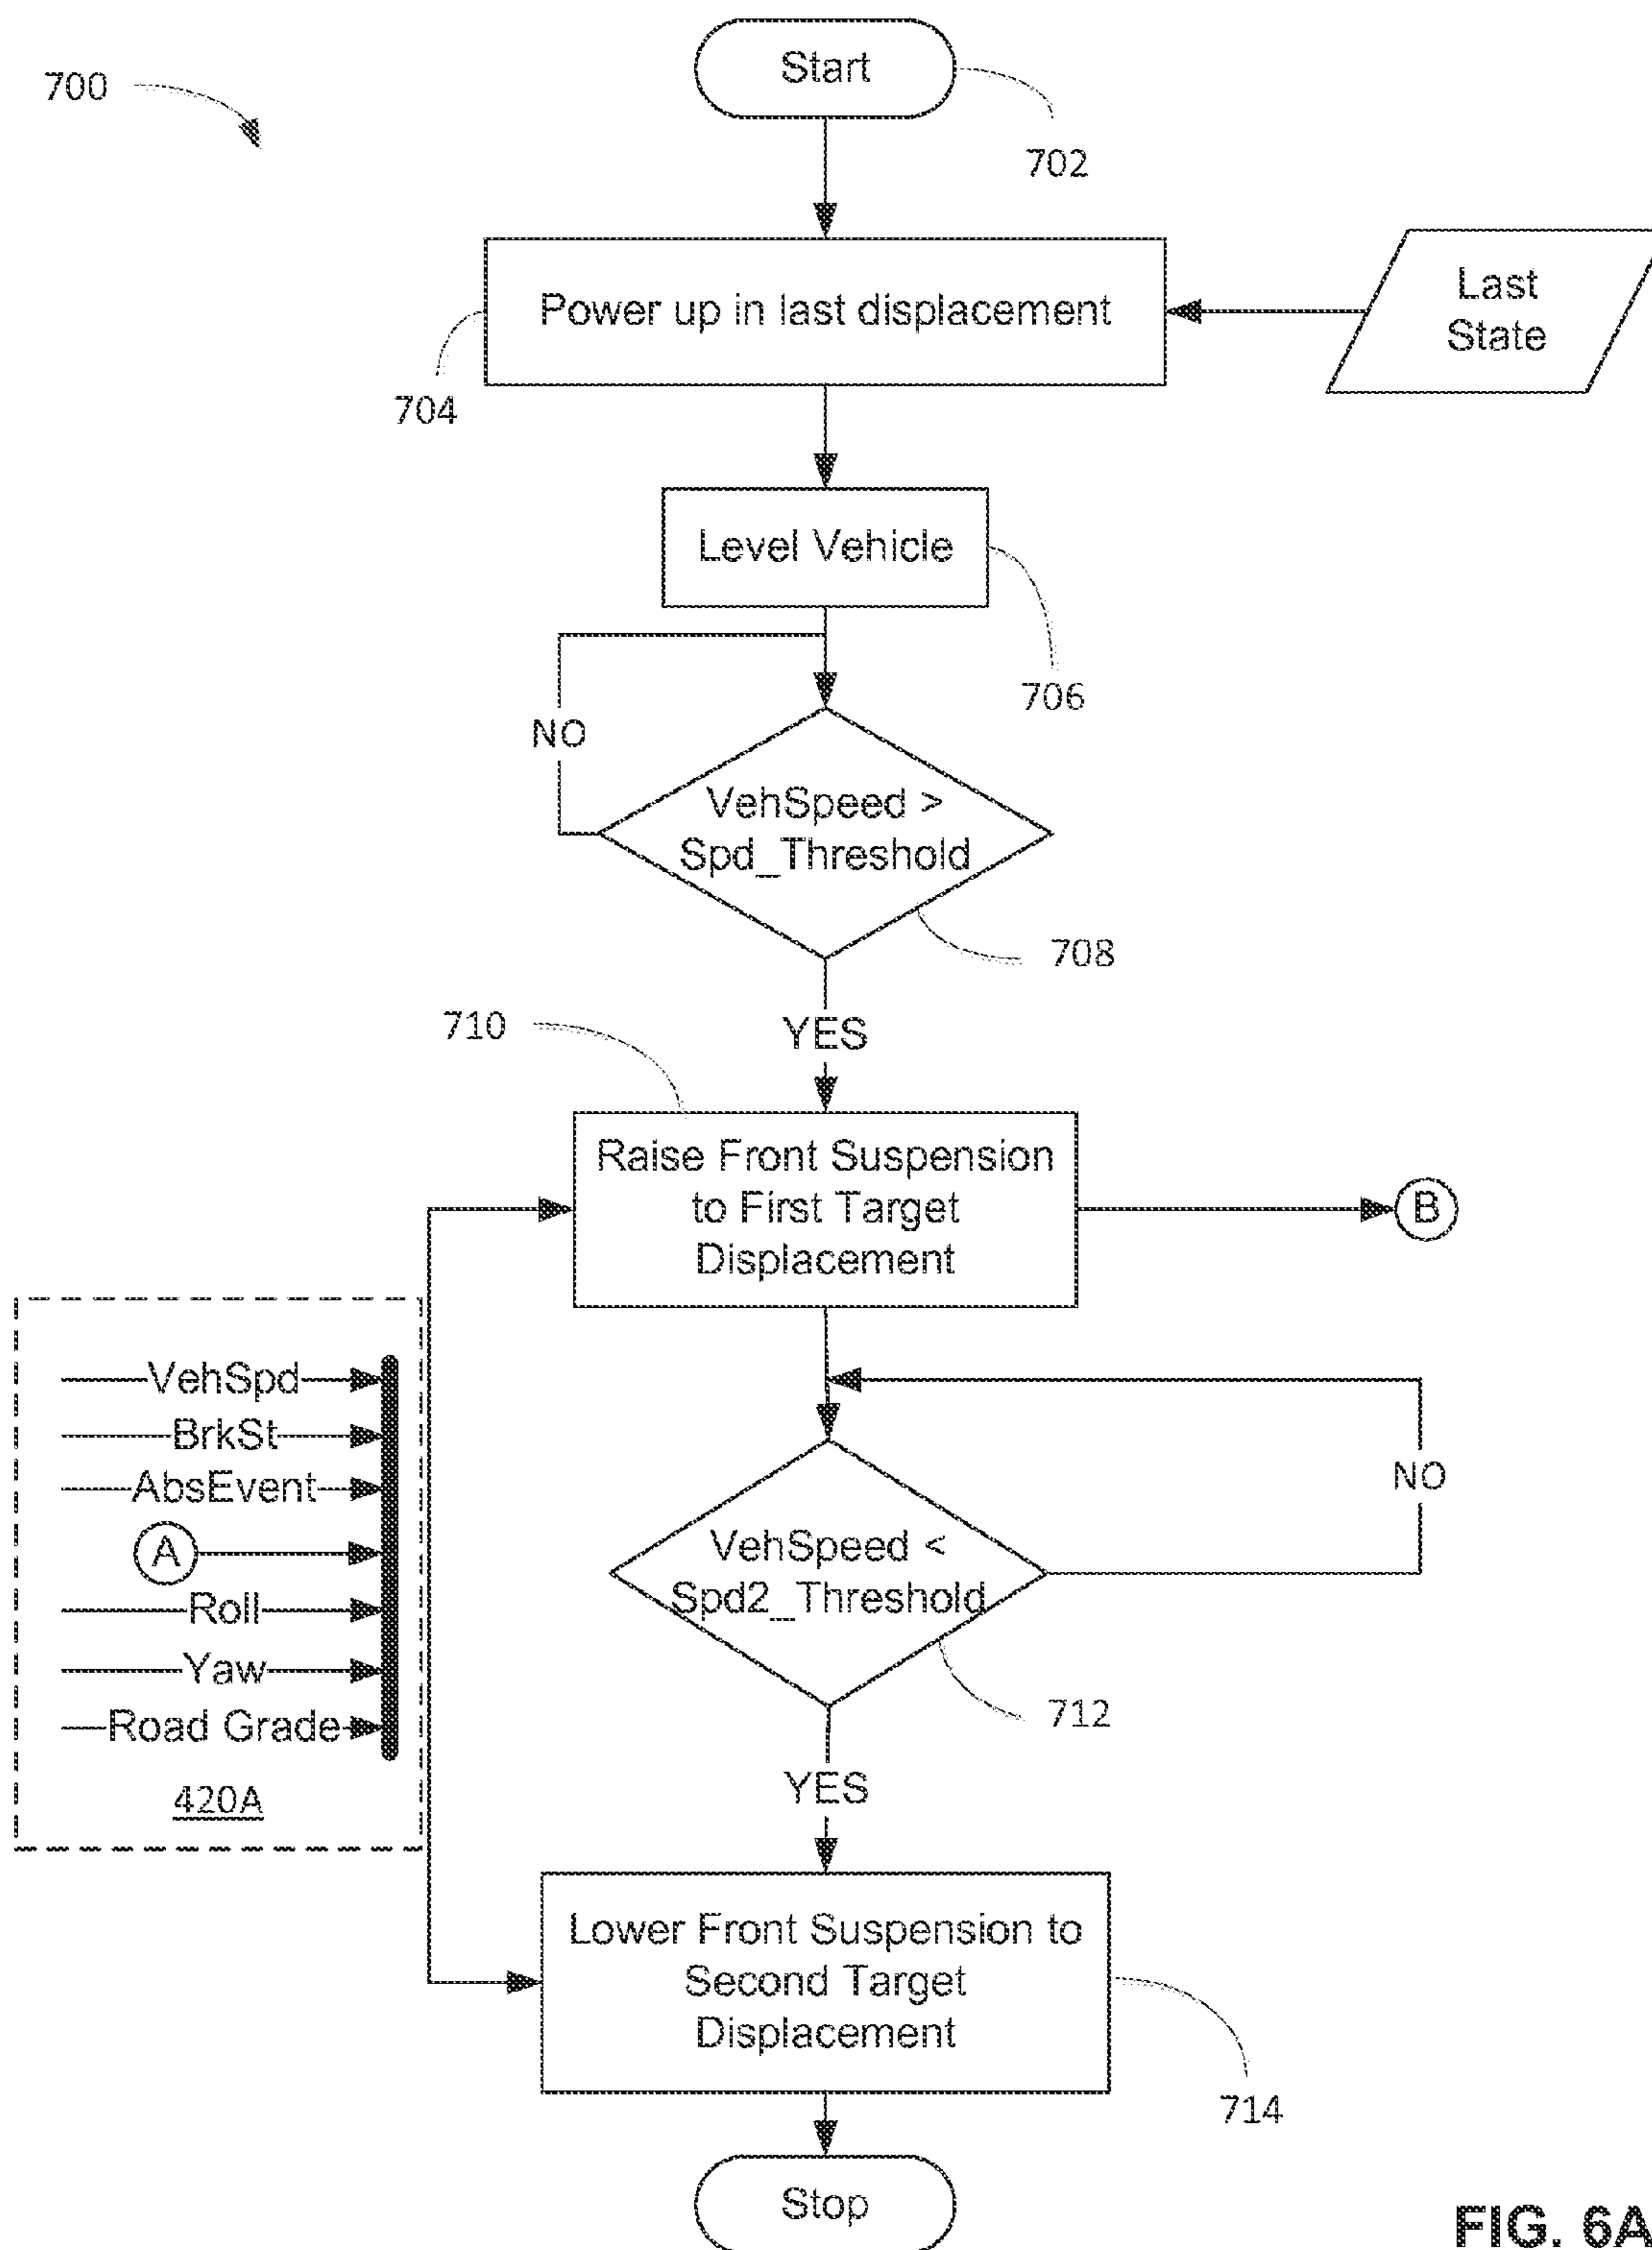 700
Start
702
Power up in last displacement
Last
State
704
Level Vehicle
706
NO
VehSpeed >
Spd_Threshold
708
YES
710
Raise Front Suspension
to First Target
Displacement
B
VehSpd
BrkSt
AbsEvent
A
Roll
Yaw
Road Grade
420A
NO
VehSpeed <
Spd2_Threshold
712
YES
Lower Front Suspension to
Second Target
Displacement
714
Stop
FIG. 6A